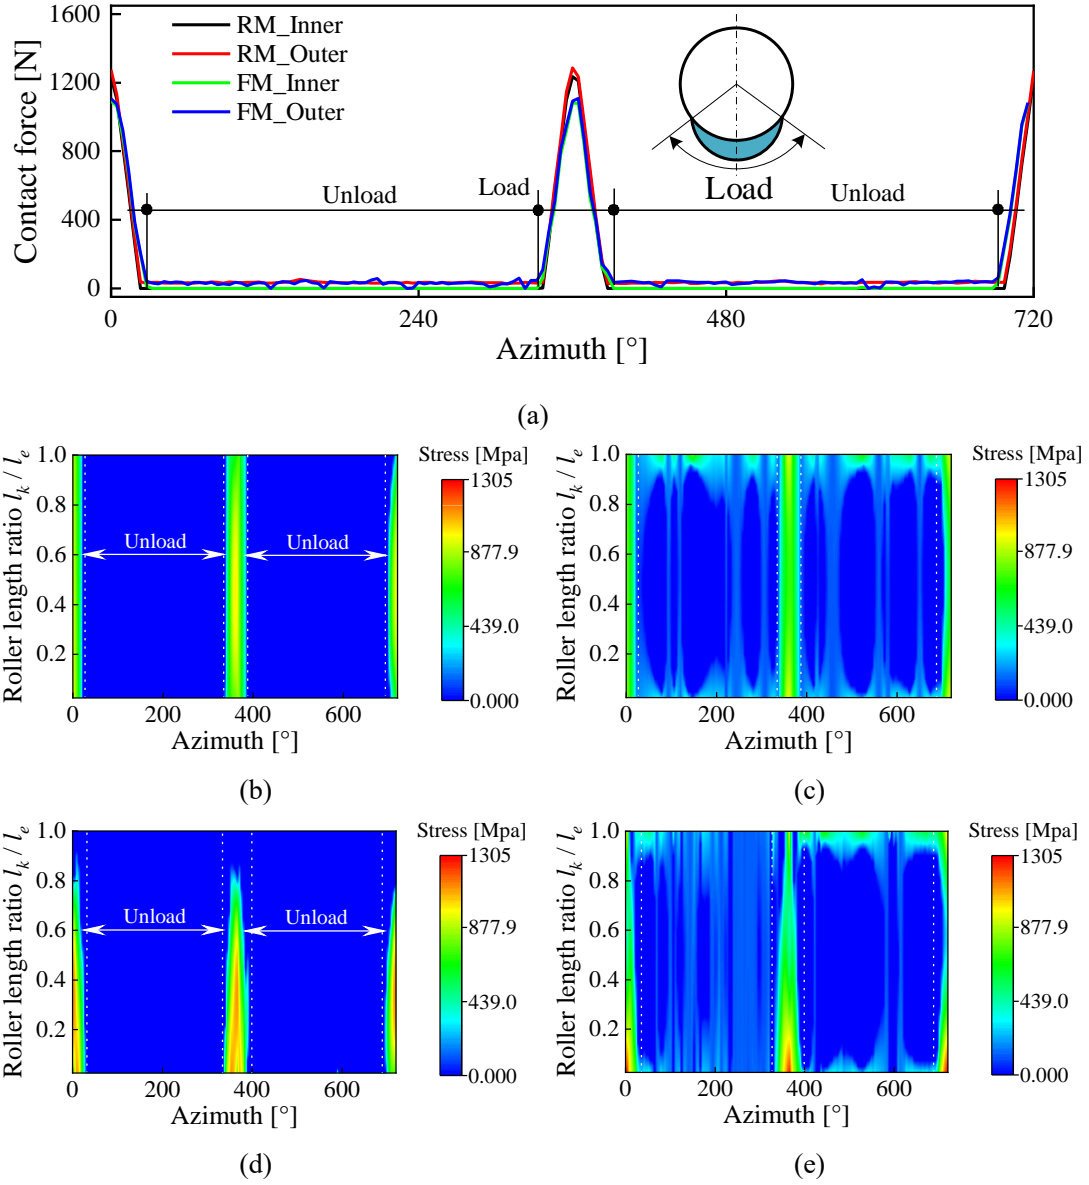 1600
1200
800
400
0
Contact force [N]
RM_Inner
RM_Outer
FM_Inner
FM_Outer
Unload
Load
Load
Unload
0
240
480
720
Azimuth [°]
(a)
Roller length ratio l_k / l_e
1.0
0.8
0.6
0.4
0.2
Unload
Unload
0
200
400
600
Azimuth [°]
Stress [Mpa]
1305
877.9
439.0
0.000
(b)
Roller length ratio l_k / l_e
1.0
0.8
0.6
0.4
0.2
0
200
400
600
Azimuth [°]
Stress [Mpa]
1305
877.9
439.0
0.000
(c)
Roller length ratio l_k / l_e
1.0
0.8
0.6
0.4
0.2
Unload
Unload
0
200
400
600
Azimuth [°]
Stress [Mpa]
1305
877.9
439.0
0.000
(d)
Roller length ratio l_k / l_e
1.0
0.8
0.6
0.4
0.2
0
200
400
600
Azimuth [°]
Stress [Mpa]
1305
877.9
439.0
0.000
(e)